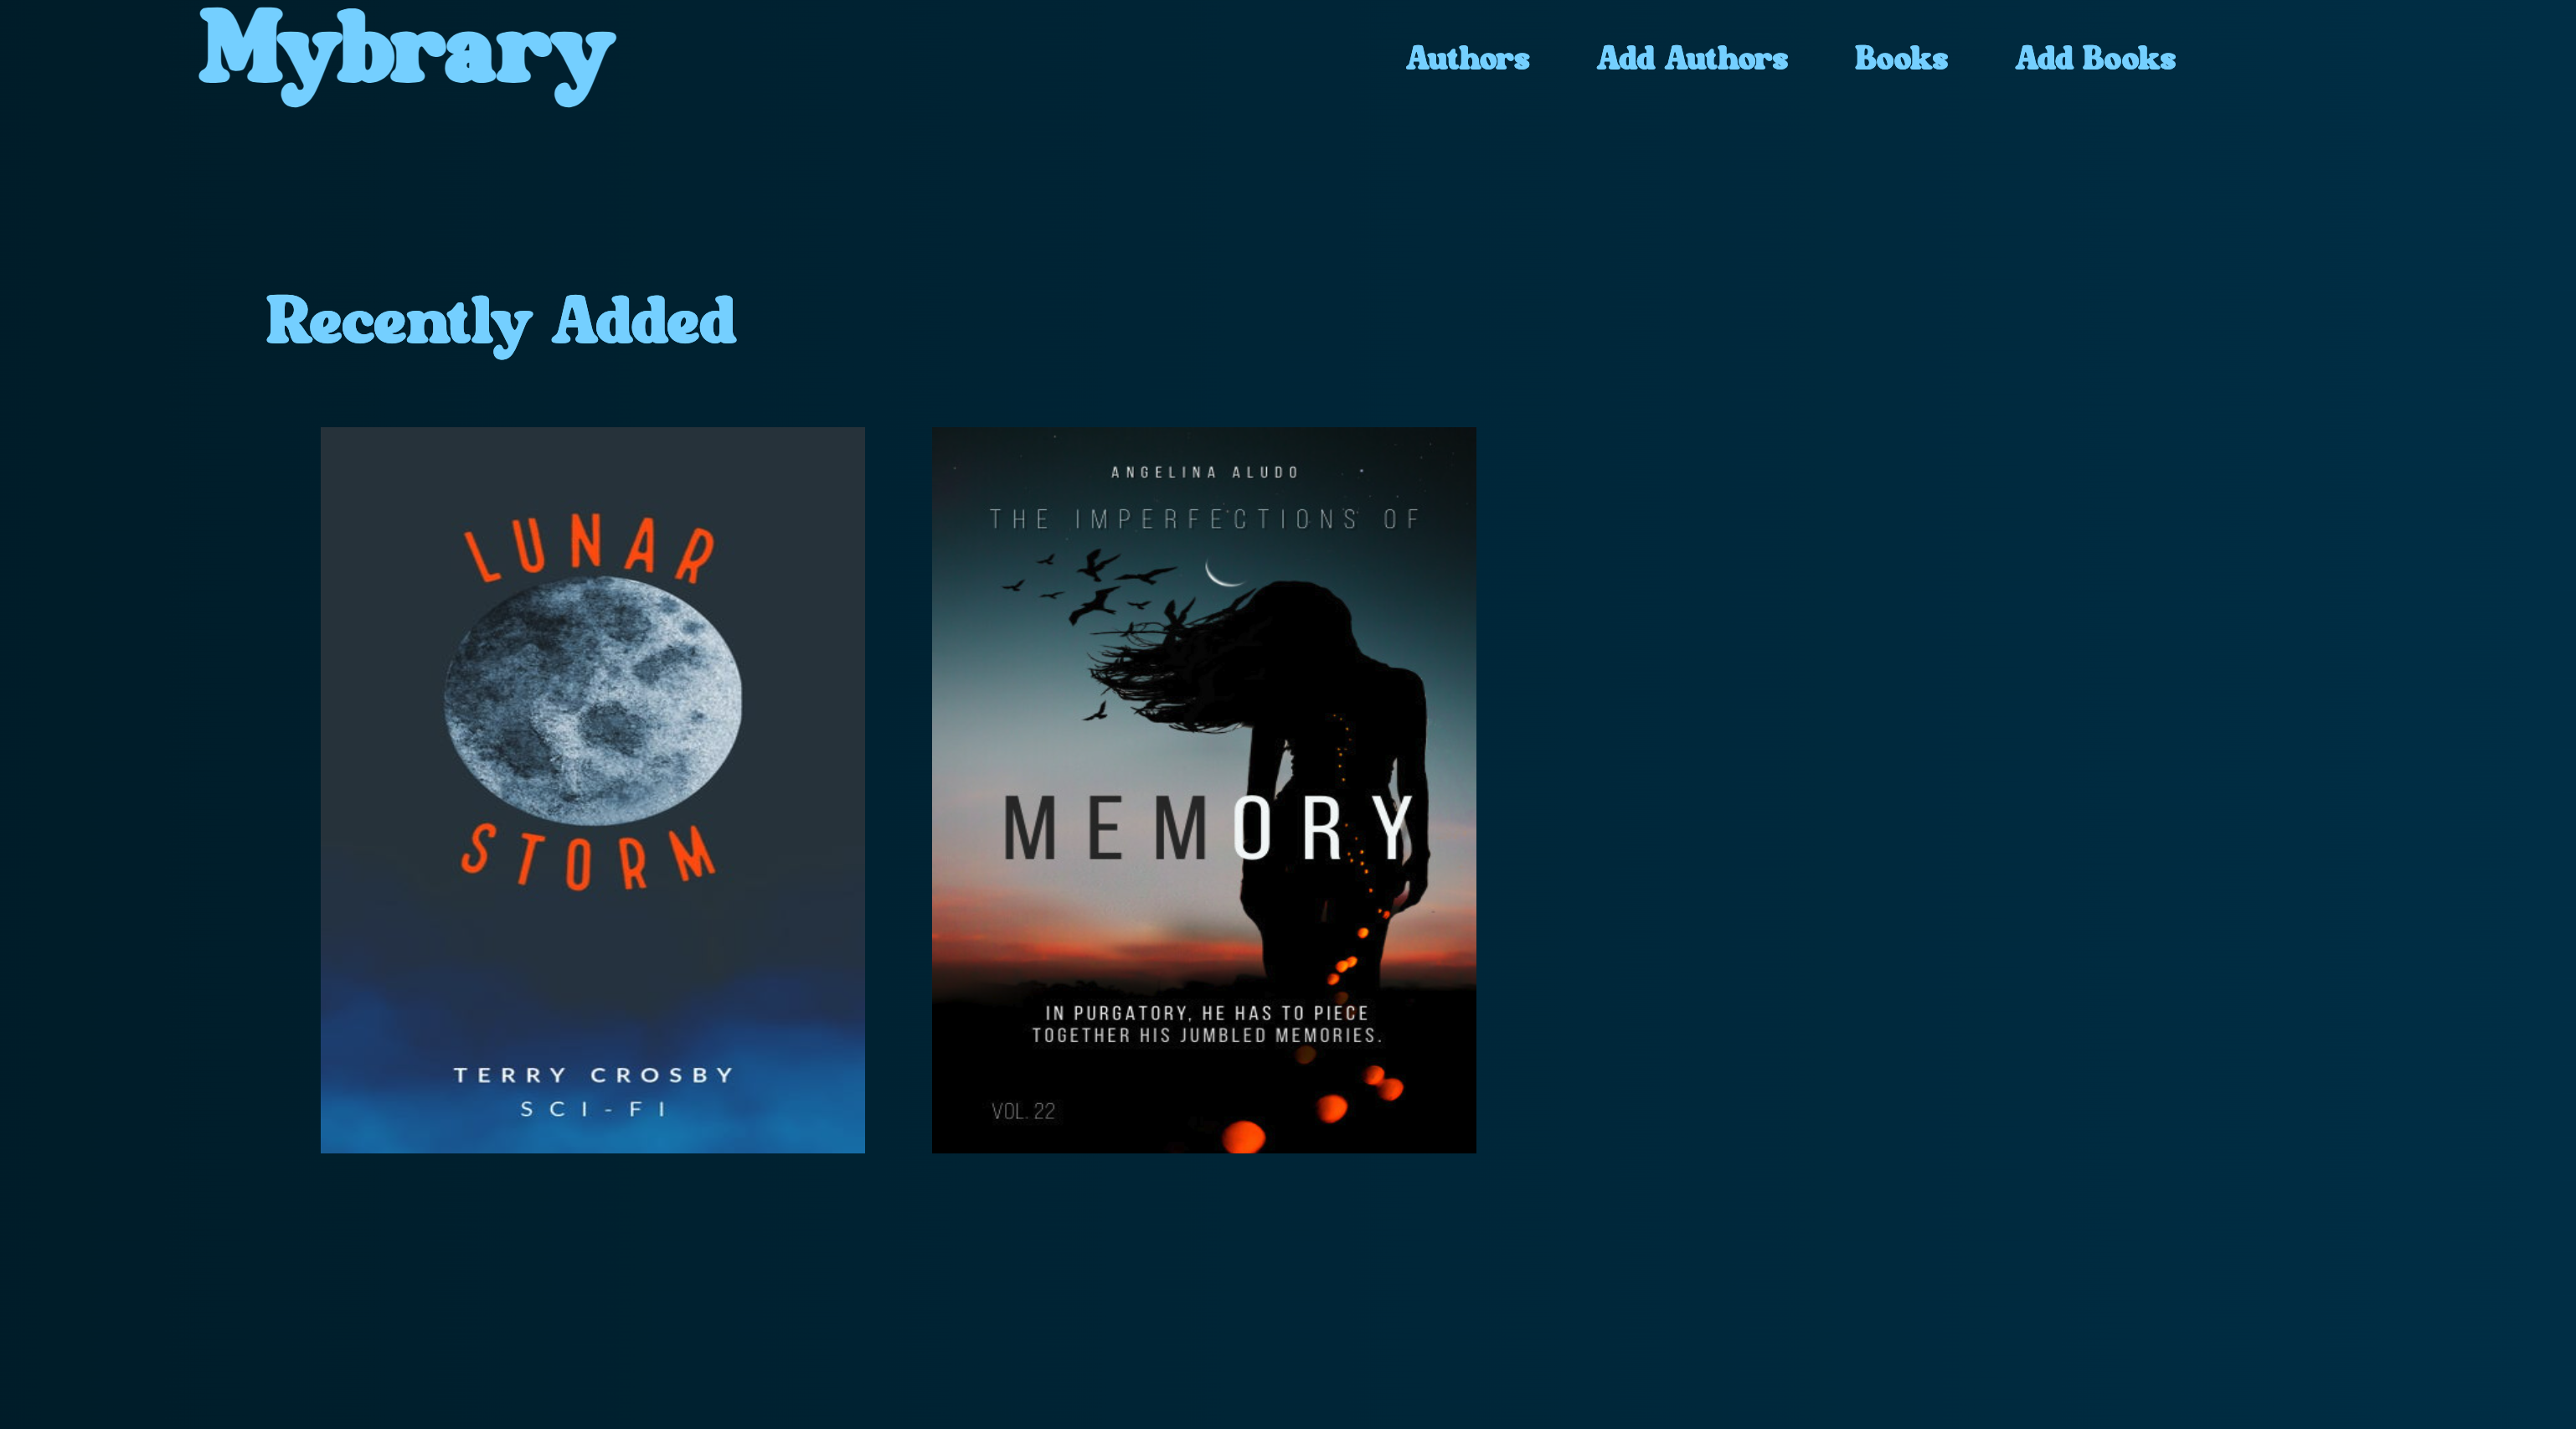 Mybrary
Authors
Add Authors
Books
Add Books
Recently Added
LUNAR
STORM
TERRY CROSBY
SCI-FI
ANGELINA ALUDO
THE IMPERFECTIONS OF
MEMORY
IN PURGATORY, HE HAS TO PIECE
TOGETHER HIS JUMBLED MEMORIES.
VOL. 22